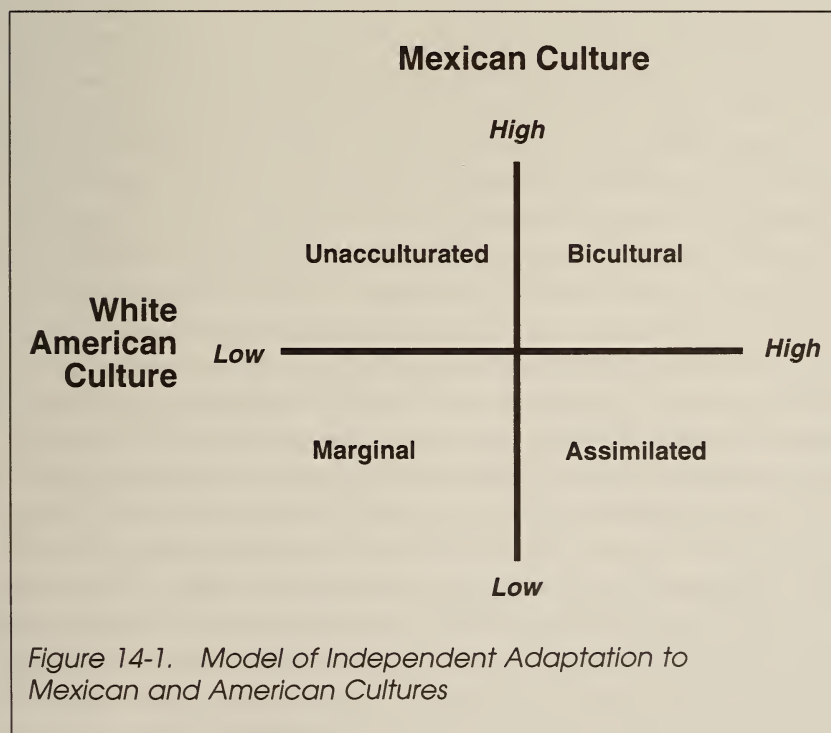 Mexican Culture
High
Unacculturated
Bicultural
White
American
Culture
Low
High
Marginal
Assimilated
Low
Figure 14-1. Model of Independent Adaptation to
Mexican and American Cultures